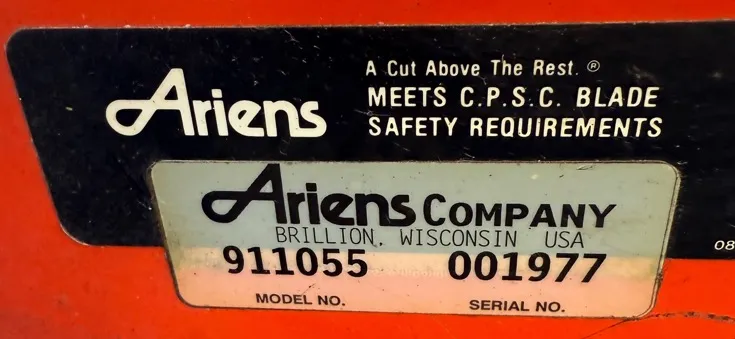 Ariens
A Cut Above The Rest.®
MEETS C.P.S.C. BLADE
SAFETY REQUIREMENTS
Ariens COMPANY
BRILLION, WISCONSIN USA
911055 001977
MODEL NO. SERIAL NO.
08